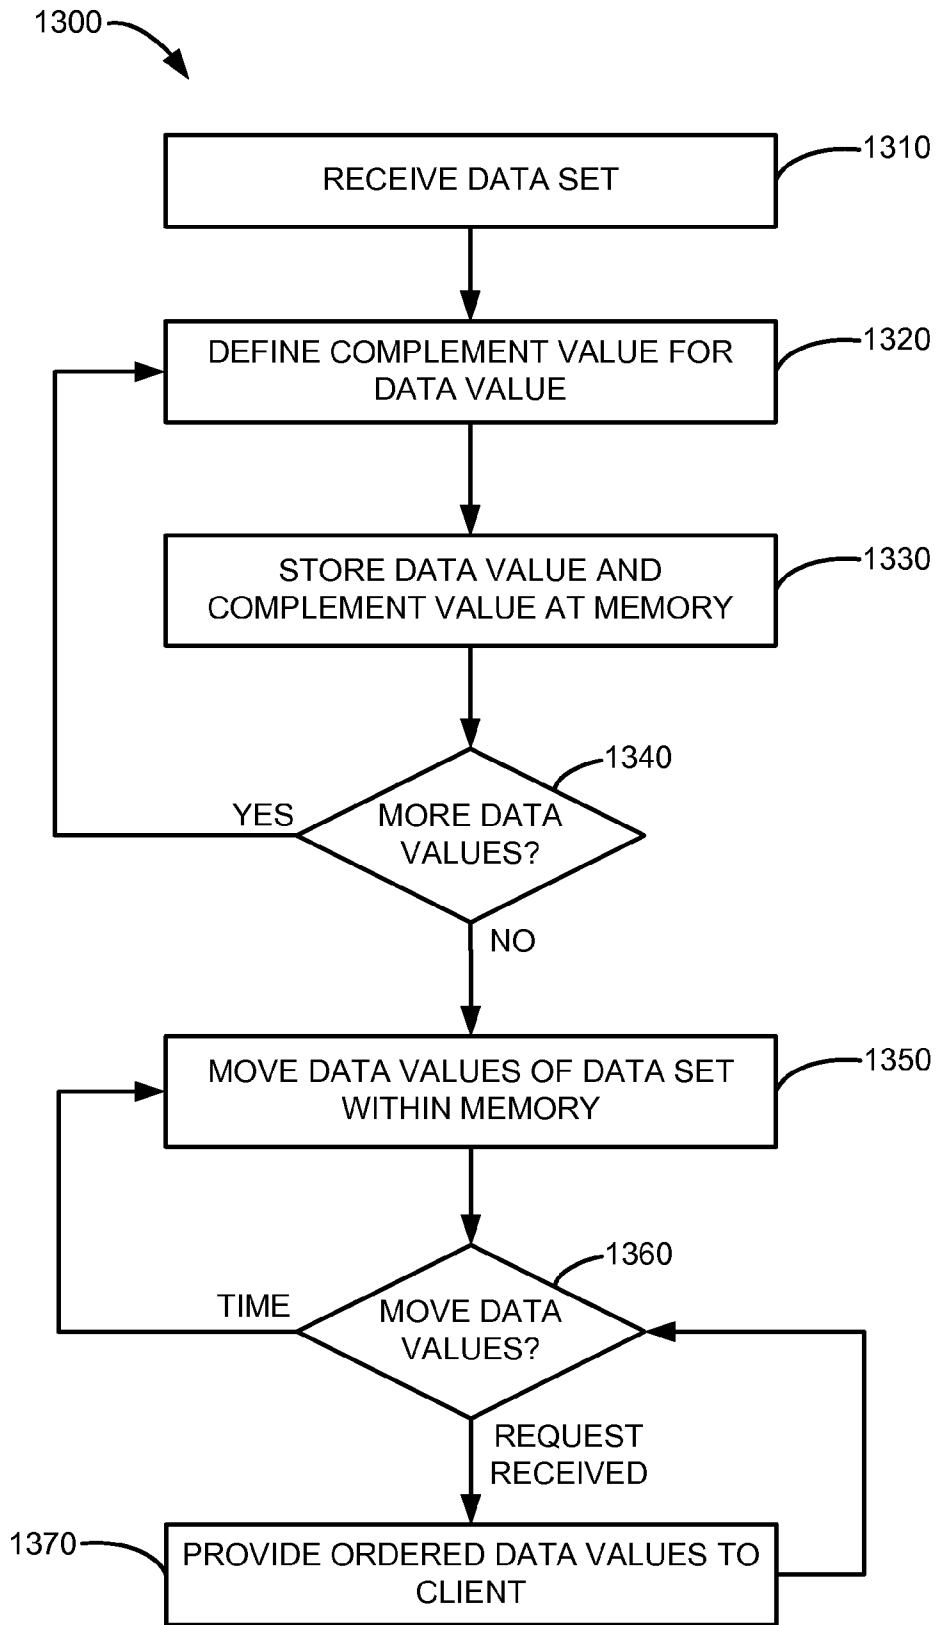 1300
1310
RECEIVE DATA SET
1320
DEFINE COMPLEMENT VALUE FOR
DATA VALUE
1330
STORE DATA VALUE AND
COMPLEMENT VALUE AT MEMORY
1340
YES
MORE DATA
VALUES?
NO
1350
MOVE DATA VALUES OF DATA SET
WITHIN MEMORY
1360
TIME
MOVE DATA
VALUES?
REQUEST
RECEIVED
1370
PROVIDE ORDERED DATA VALUES TO
CLIENT